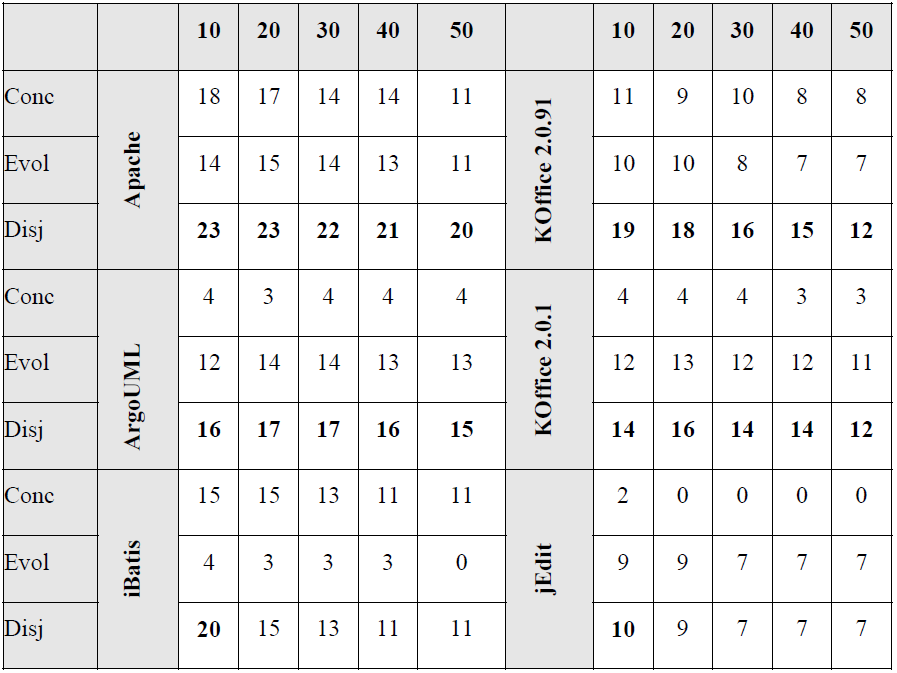 10 20 30 40 50 10 20 30 40 50
Conc Apache 18 17 14 14 11 KOffice 2.0.91 11 9 10 8 8
Evol 14 15 14 13 11 10 10 8 7 7
Disj 23 23 22 21 20 19 18 16 15 12
Conc ArgoUML 4 3 4 4 4 KOffice 2.0.1 4 4 4 3 3
Evol 12 14 14 13 13 12 13 12 12 11
Disj 16 17 17 16 15 14 16 14 14 12
Conc iBatis 15 15 13 11 11 jEdit 2 0 0 0 0
Evol 4 3 3 3 0 9 9 7 7 7
Disj 20 15 13 11 11 10 9 7 7 7